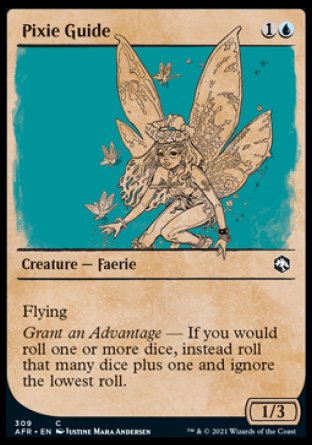 Pixie Guide 1
Creature — Faerie
Flying
Grant an Advantage — If you would
roll one or more dice, instead roll
that many dice plus one and ignore
the lowest roll.
1/3
309 C
AFR • EN Justine Mara Andersen ™ & © 2021 Wizards of the Coast